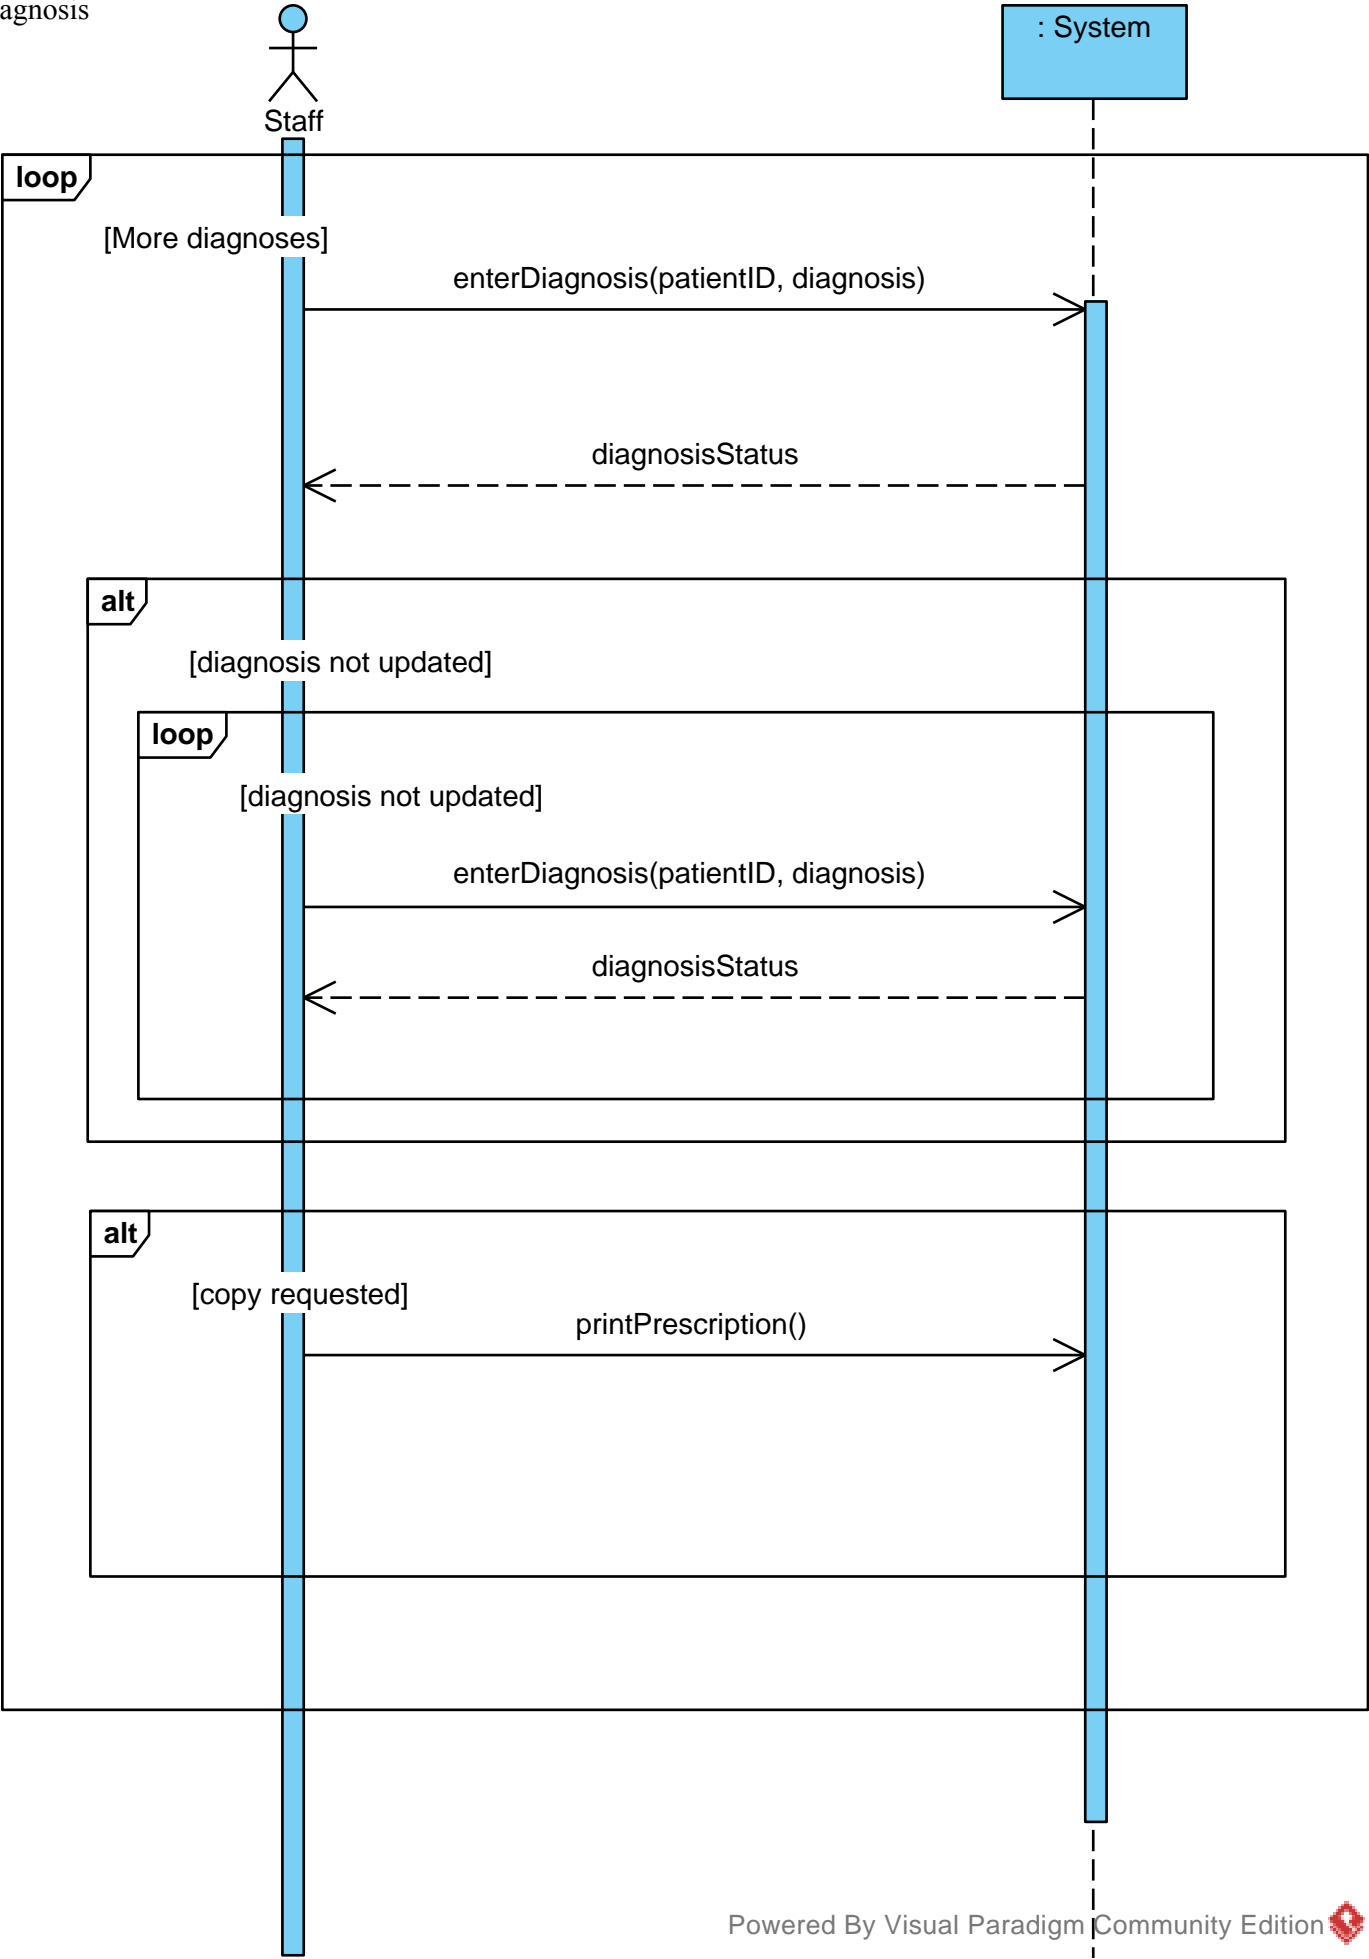 agnosis
: System
Staff
loop
[More diagnoses]
enterDiagnosis(patientID, diagnosis)
diagnosisStatus
alt
[diagnosis not updated]
loop
[diagnosis not updated]
enterDiagnosis(patientID, diagnosis)
diagnosisStatus
alt
[copy requested]
printPrescription()
Powered By Visual Paradigm Community Edition